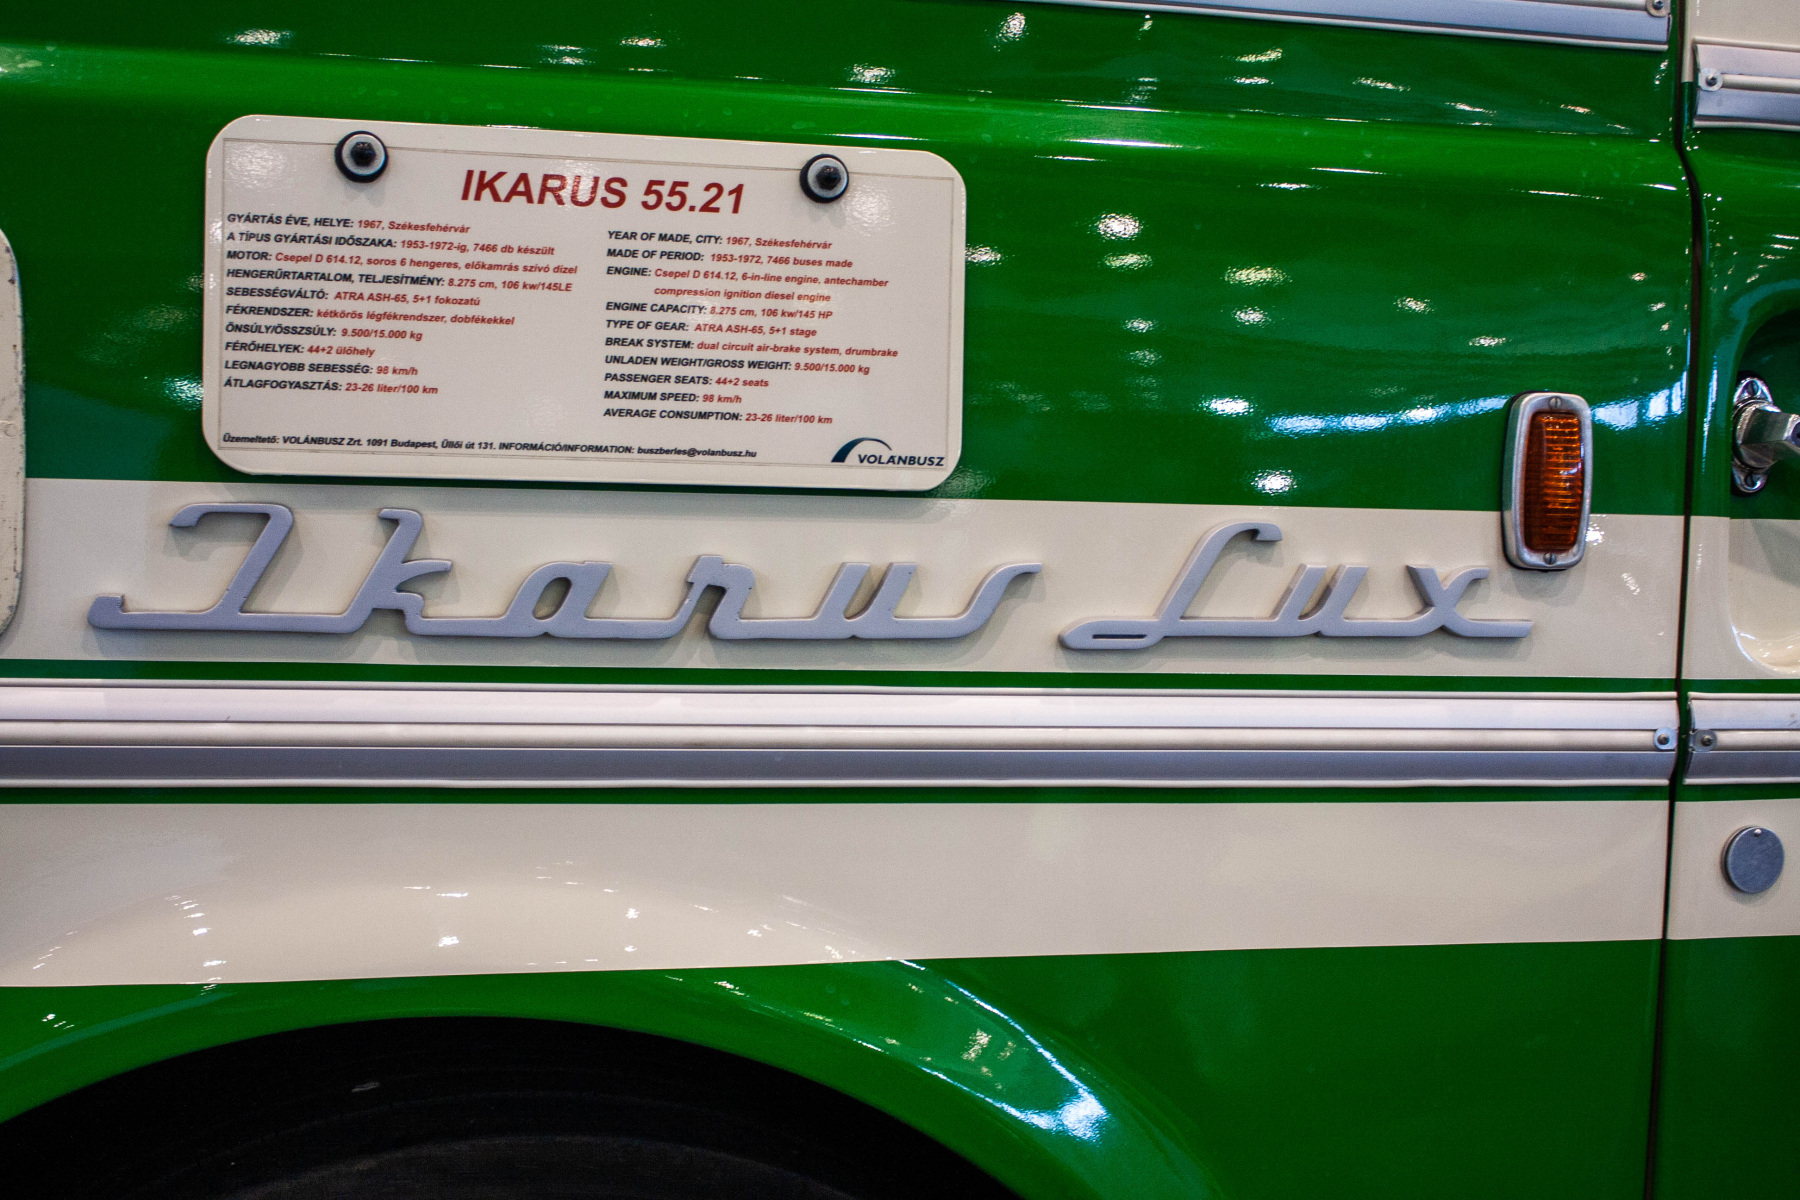 IKARUS 55.21
GYÁRTÁS ÉVE, HELYE: 1967, Székesfehérvár
A TÍPUS GYÁRTÁSI IDŐSZAKA: 1953-1972-ig, 7466 db készült
MOTOR: Csepel D 614.12, soros 6 hengeres, előkamrás szívó dízel
HENGERŰRTARTALOM, TELJESÍTMÉNY: 8.275 cm, 106 kw/145LE
SEBESSÉGVÁLTÓ: ATRA ASH-65, 5+1 fokozatú
FÉKRENDSZER: kétkörös légfékrendszer, dobfékekkel
ÖNSÚLY/ÖSSZSÚLY: 9.500/15.000 kg
FÉRŐHELYEK: 44+2 ülőhely
LEGNAGYOBB SEBESSÉG: 98 km/h
ÁTLAGFOGYASZTÁS: 23-26 liter/100 km
YEAR OF MADE, CITY: 1967, Székesfehérvár
MADE OF PERIOD: 1953-1972, 7466 buses made
ENGINE: Csepel D 614.12, 6-in-line engine, antechamber
compression ignition diesel engine
ENGINE CAPACITY: 8.275 cm, 106 kw/145 HP
TYPE OF GEAR: ATRA ASH-65, 5+1 stage
BREAK SYSTEM: dual circuit air-brake system, drumbrake
UNLADEN WEIGHT/GROSS WEIGHT: 9.500/15.000 kg
PASSENGER SEATS: 44+2 seats
MAXIMUM SPEED: 98 km/h
AVERAGE CONSUMPTION: 23-26 liter/100 km
Üzemeltető: VOLÁNBUSZ Zrt. 1091 Budapest, Üllői út 131. INFORMÁCIÓ/INFORMATION: buszberles@volanbusz.hu
VOLÁNBUSZ
Ikarus Lux